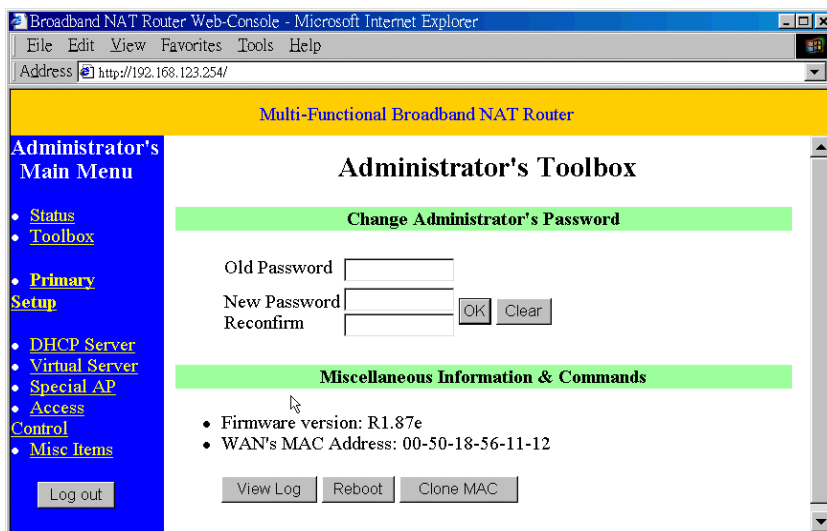 Broadband NAT Router Web-Console - Microsoft Internet Explorer
File Edit View Favorites Tools Help
Address http://192.168.123.254/
Multi-Functional Broadband NAT Router
Administrator's
Main Menu
Status
Toolbox
Primary
Setup
DHCP Server
Virtual Server
Special AP
Access
Control
Misc Items
Log out
Administrator's Toolbox
Change Administrator's Password
Old Password
New Password
Reconfirm
OK Clear
Miscellaneous Information & Commands
Firmware version: R1.87e
WAN's MAC Address: 00-50-18-56-11-12
View Log Reboot Clone MAC